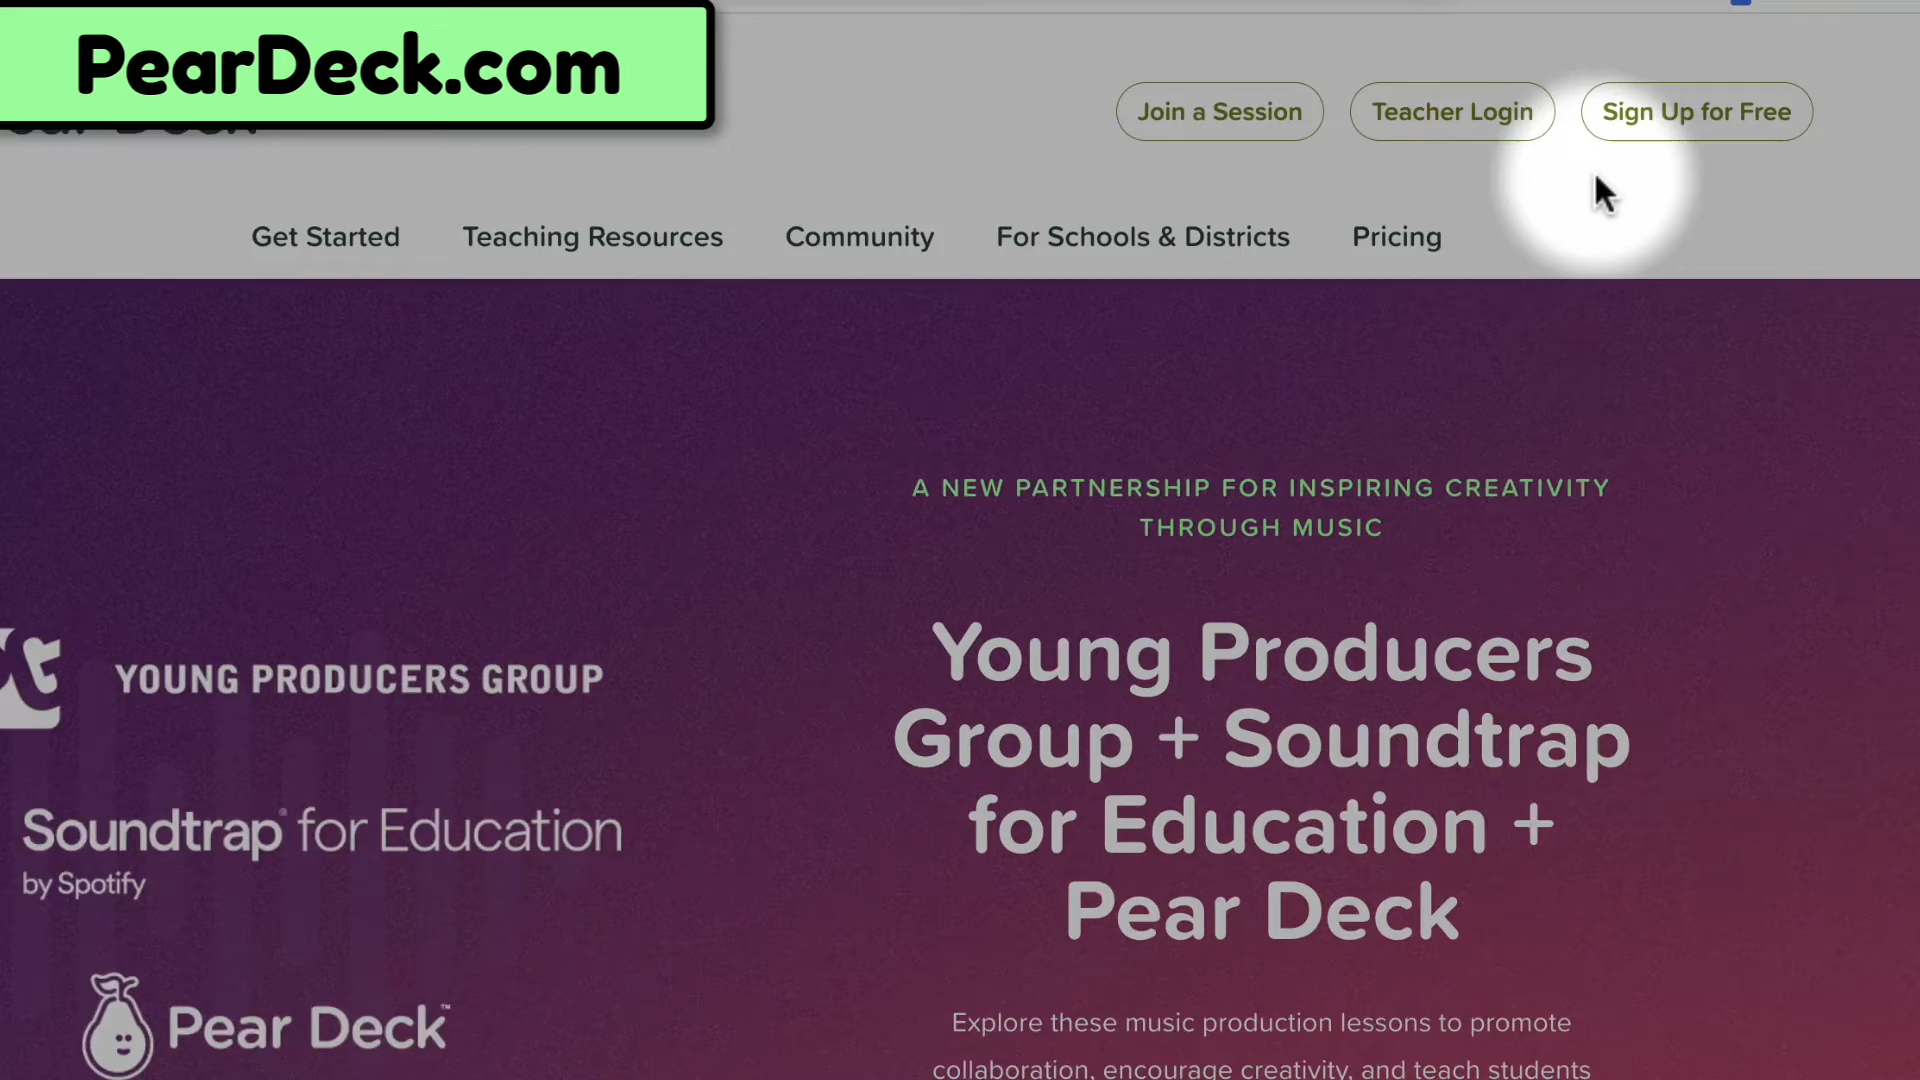 PearDeck.com
Join a Session
Teacher Login
Sign Up for Free
Get Started
Teaching Resources
Community
For Schools & Districts
Pricing
A NEW PARTNERSHIP FOR INSPIRING CREATIVITY
THROUGH MUSIC
Young Producers
Group + Soundtrap
for Education +
Pear Deck
YOUNG PRODUCERS GROUP
Soundtrap® for Education
by Spotify
Pear Deck™
Explore these music production lessons to promote
collaboration, encourage creativity, and teach students